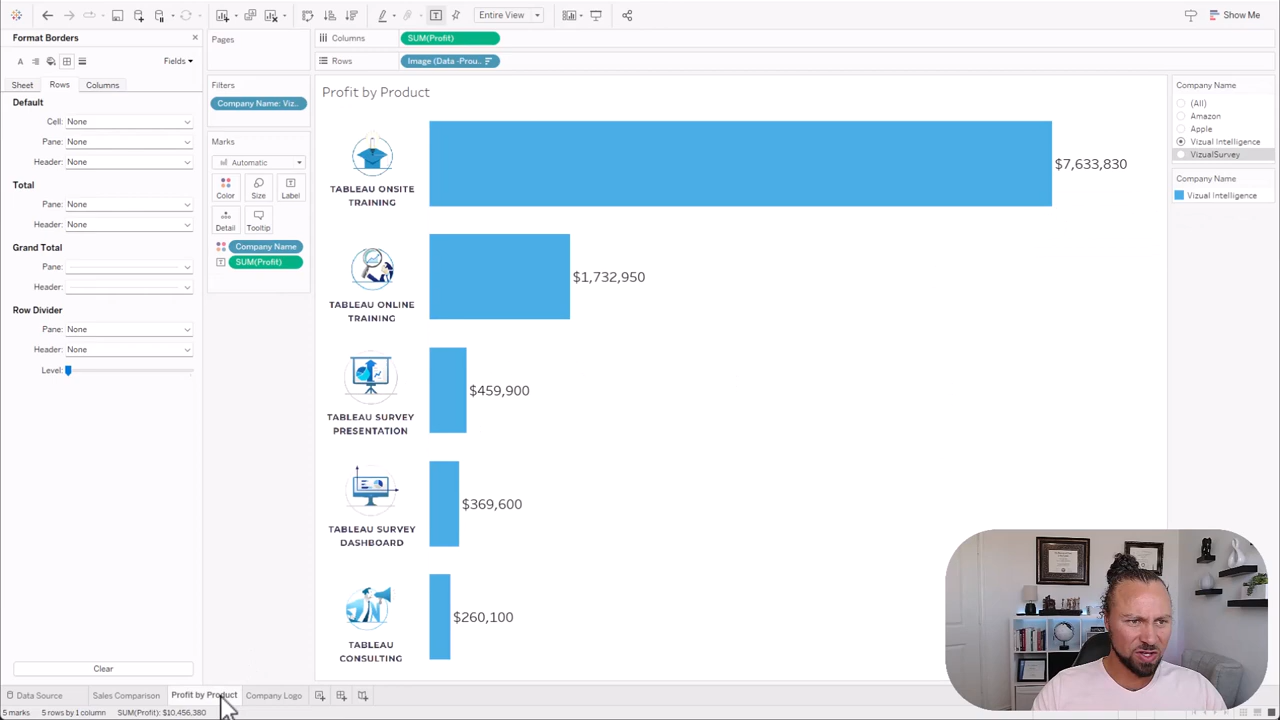 Entire View
Show Me
Format Borders
Fields
Sheet Rows Columns
Default
Cell: None
Pane: None
Header: None
Total
Pane: None
Header: None
Grand Total
Pane:
Header:
Row Divider
Pane: None
Header: None
Level:
Clear
Pages
Filters
Company Name: Viz..
Marks
Automatic
Color Size Label
Detail Tooltip
Company Name
SUM(Profit)
Columns SUM(Profit)
Rows Image (Data -Prou..
Profit by Product
TABLEAU ONSITE
TRAINING
$7,633,830
TABLEAU ONLINE
TRAINING
$1,732,950
TABLEAU SURVEY
PRESENTATION
$459,900
TABLEAU SURVEY
DASHBOARD
$369,600
TABLEAU
CONSULTING
$260,100
Company Name
(All)
Amazon
Apple
Vizual Intelligence
VizualSurvey
Company Name
Vizual Intelligence
Data Source Sales Comparison Profit by Product Company Logo
5 marks 5 rows by 1 column SUM(Profit): $10,456,380